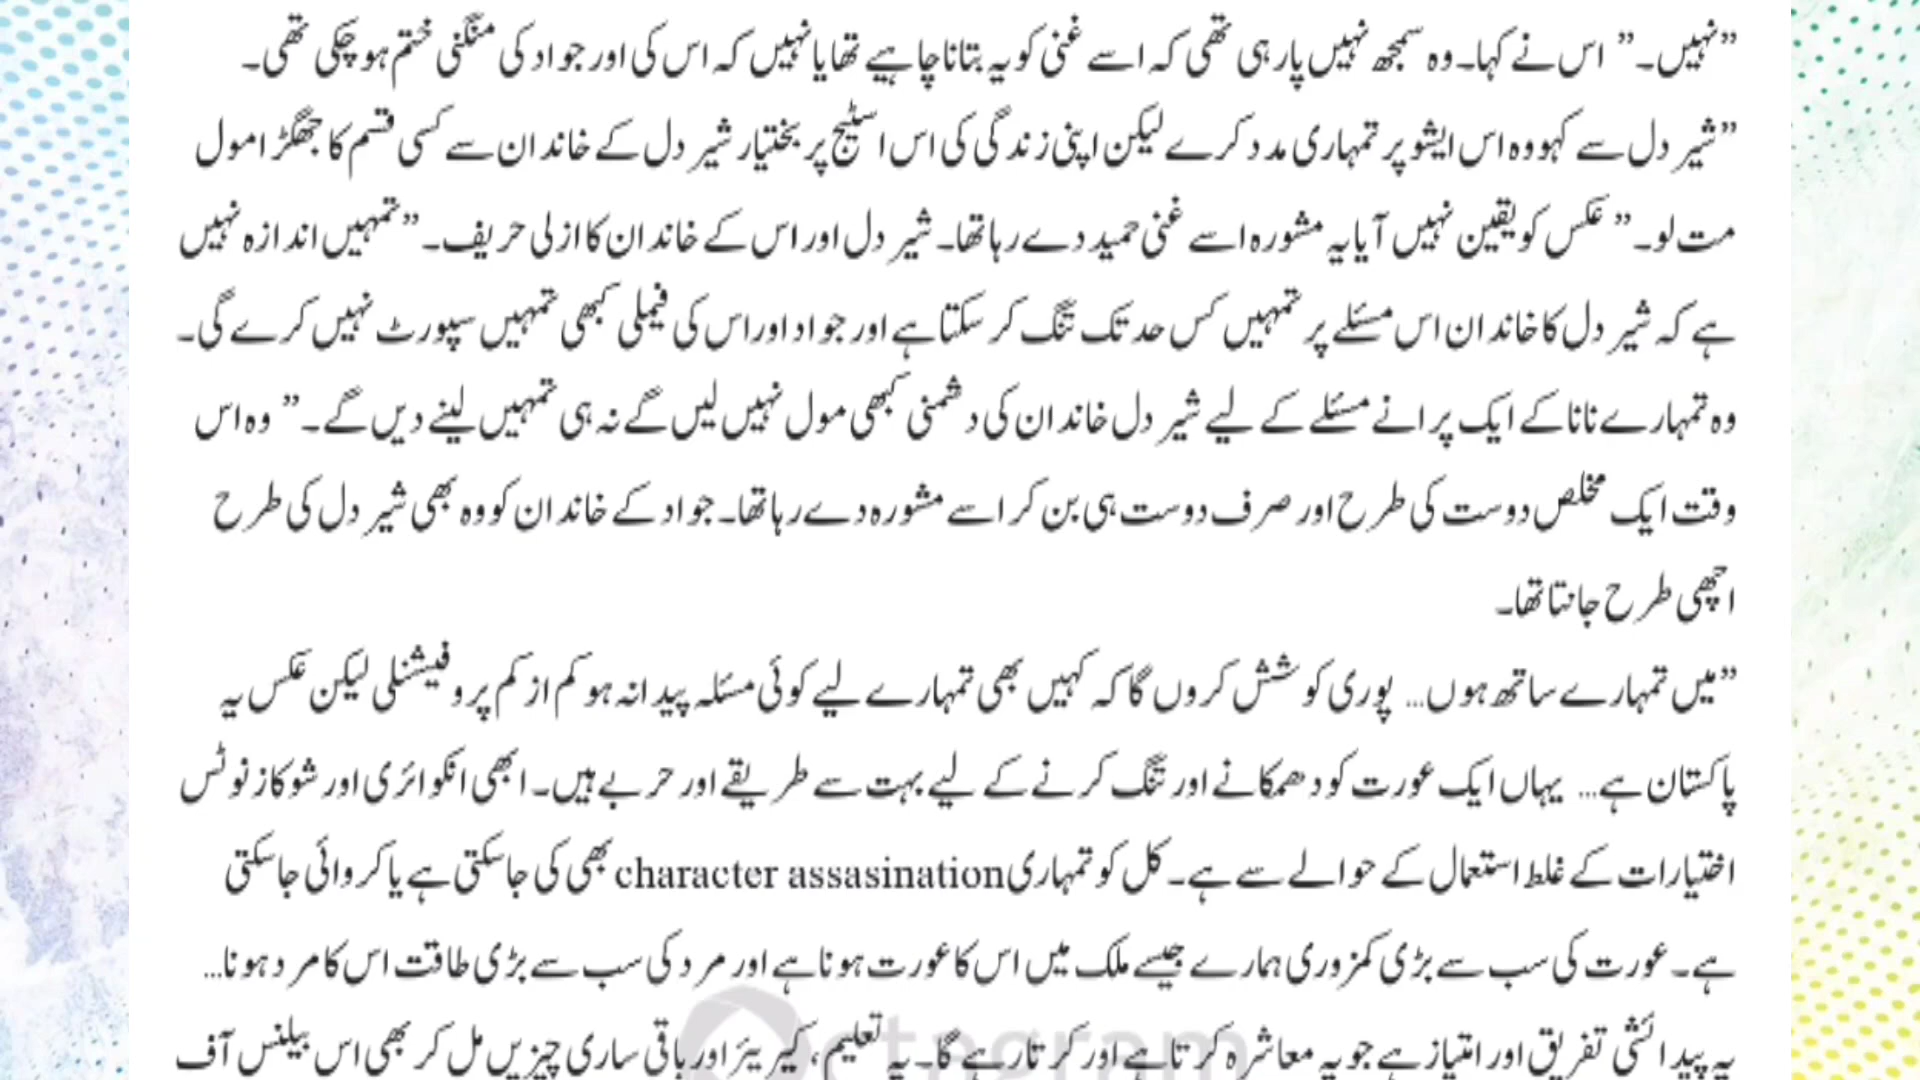 ”نہیں۔” اس نے کہا۔ وہ سمجھ نہیں پارہی تھی کہ اسے غنی کو یہ بتانا چاہیے تھا یا نہیں کہ اس کی اور جواد کی منگنی ختم ہوچکی تھی۔
”شیر دل سے کہو وہ اس ایشو پر تمہاری مدد کرے لیکن اپنی زندگی کی اس اسٹیج پر بختیار شیر دل کے خاندان سے کسی قسم کا جھگڑا مول
مت لو۔” عکس کو یقین نہیں آیا یہ مشورہ اسے غنی حمید دے رہا تھا۔ شیر دل اور اس کے خاندان کا ازلی حریف۔ ”تمہیں اندازہ نہیں
ہے کہ شیر دل کا خاندان اس مسئلے پر تمہیں کس حد تک تنگ کر سکتا ہے اور جواد اور اس کی فیملی کبھی تمہیں سپورٹ نہیں کرے گی۔
وہ تمہارے نانا کے ایک پرانے مسئلے کے لیے شیر دل خاندان کی دشمنی کبھی مول نہیں لیں گے نہ ہی تمہیں لینے دیں گے۔” وہ اس
وقت ایک مخلص دوست کی طرح اور صرف دوست ہی بن کر اسے مشورہ دے رہا تھا۔ جواد کے خاندان کو وہ بھی شیر دل کی طرح
اچھی طرح جانتا تھا۔
”میں تمہارے ساتھ ہوں… پوری کوشش کروں گا کہ کہیں بھی تمہارے لیے کوئی مسئلہ پیدا نہ ہو کم از کم پروفیشنلی لیکن عکس یہ
پاکستان ہے… یہاں ایک عورت کو دھمکانے اور تنگ کرنے کے لیے بہت سے طریقے اور حربے ہیں۔ ابھی انکوائری اور شوکاز نوٹس
اختیارات کے غلط استعمال کے حوالے سے ہے۔ کل کو تمہاری character assasination بھی کی جاسکتی ہے یا کروائی جاسکتی
ہے۔ عورت کی سب سے بڑی کمزوری ہمارے جیسے ملک میں اس کا عورت ہونا ہے اور مرد کی سب سے بڑی طاقت اس کا مرد ہونا…
یہ پیدائشی تفریق اور امتیاز ہے جو یہ معاشرہ کرتا ہے اور کرتا رہے گا۔ یہ تعلیم، کیریئر اور باقی ساری چیزیں مل کر بھی اس بیلنس آف